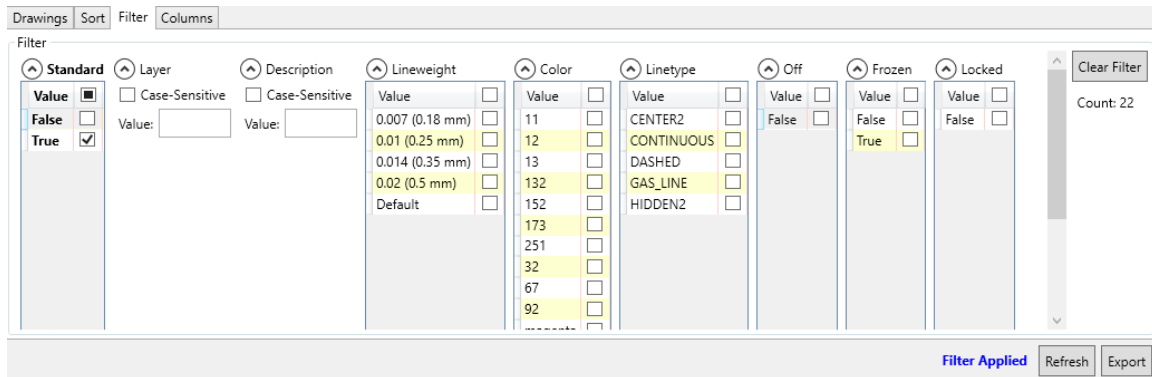 Drawings Sort Filter Columns
Filter
Standard Layer Description Lineweight Color Linetype Off Frozen Locked Clear Filter
Value Case-Sensitive Case-Sensitive Value Value Value Value Value Value Count: 22
False Value: Value: 0.007 (0.18 mm) 11 CENTER2 False False False
True 0.01 (0.25 mm) 12 CONTINUOUS True
0.014 (0.35 mm) 13 DASHED
0.02 (0.5 mm) 132 GAS_LINE
Default 152 HIDDEN2
173
251
32
67
92
Filter Applied Refresh Export